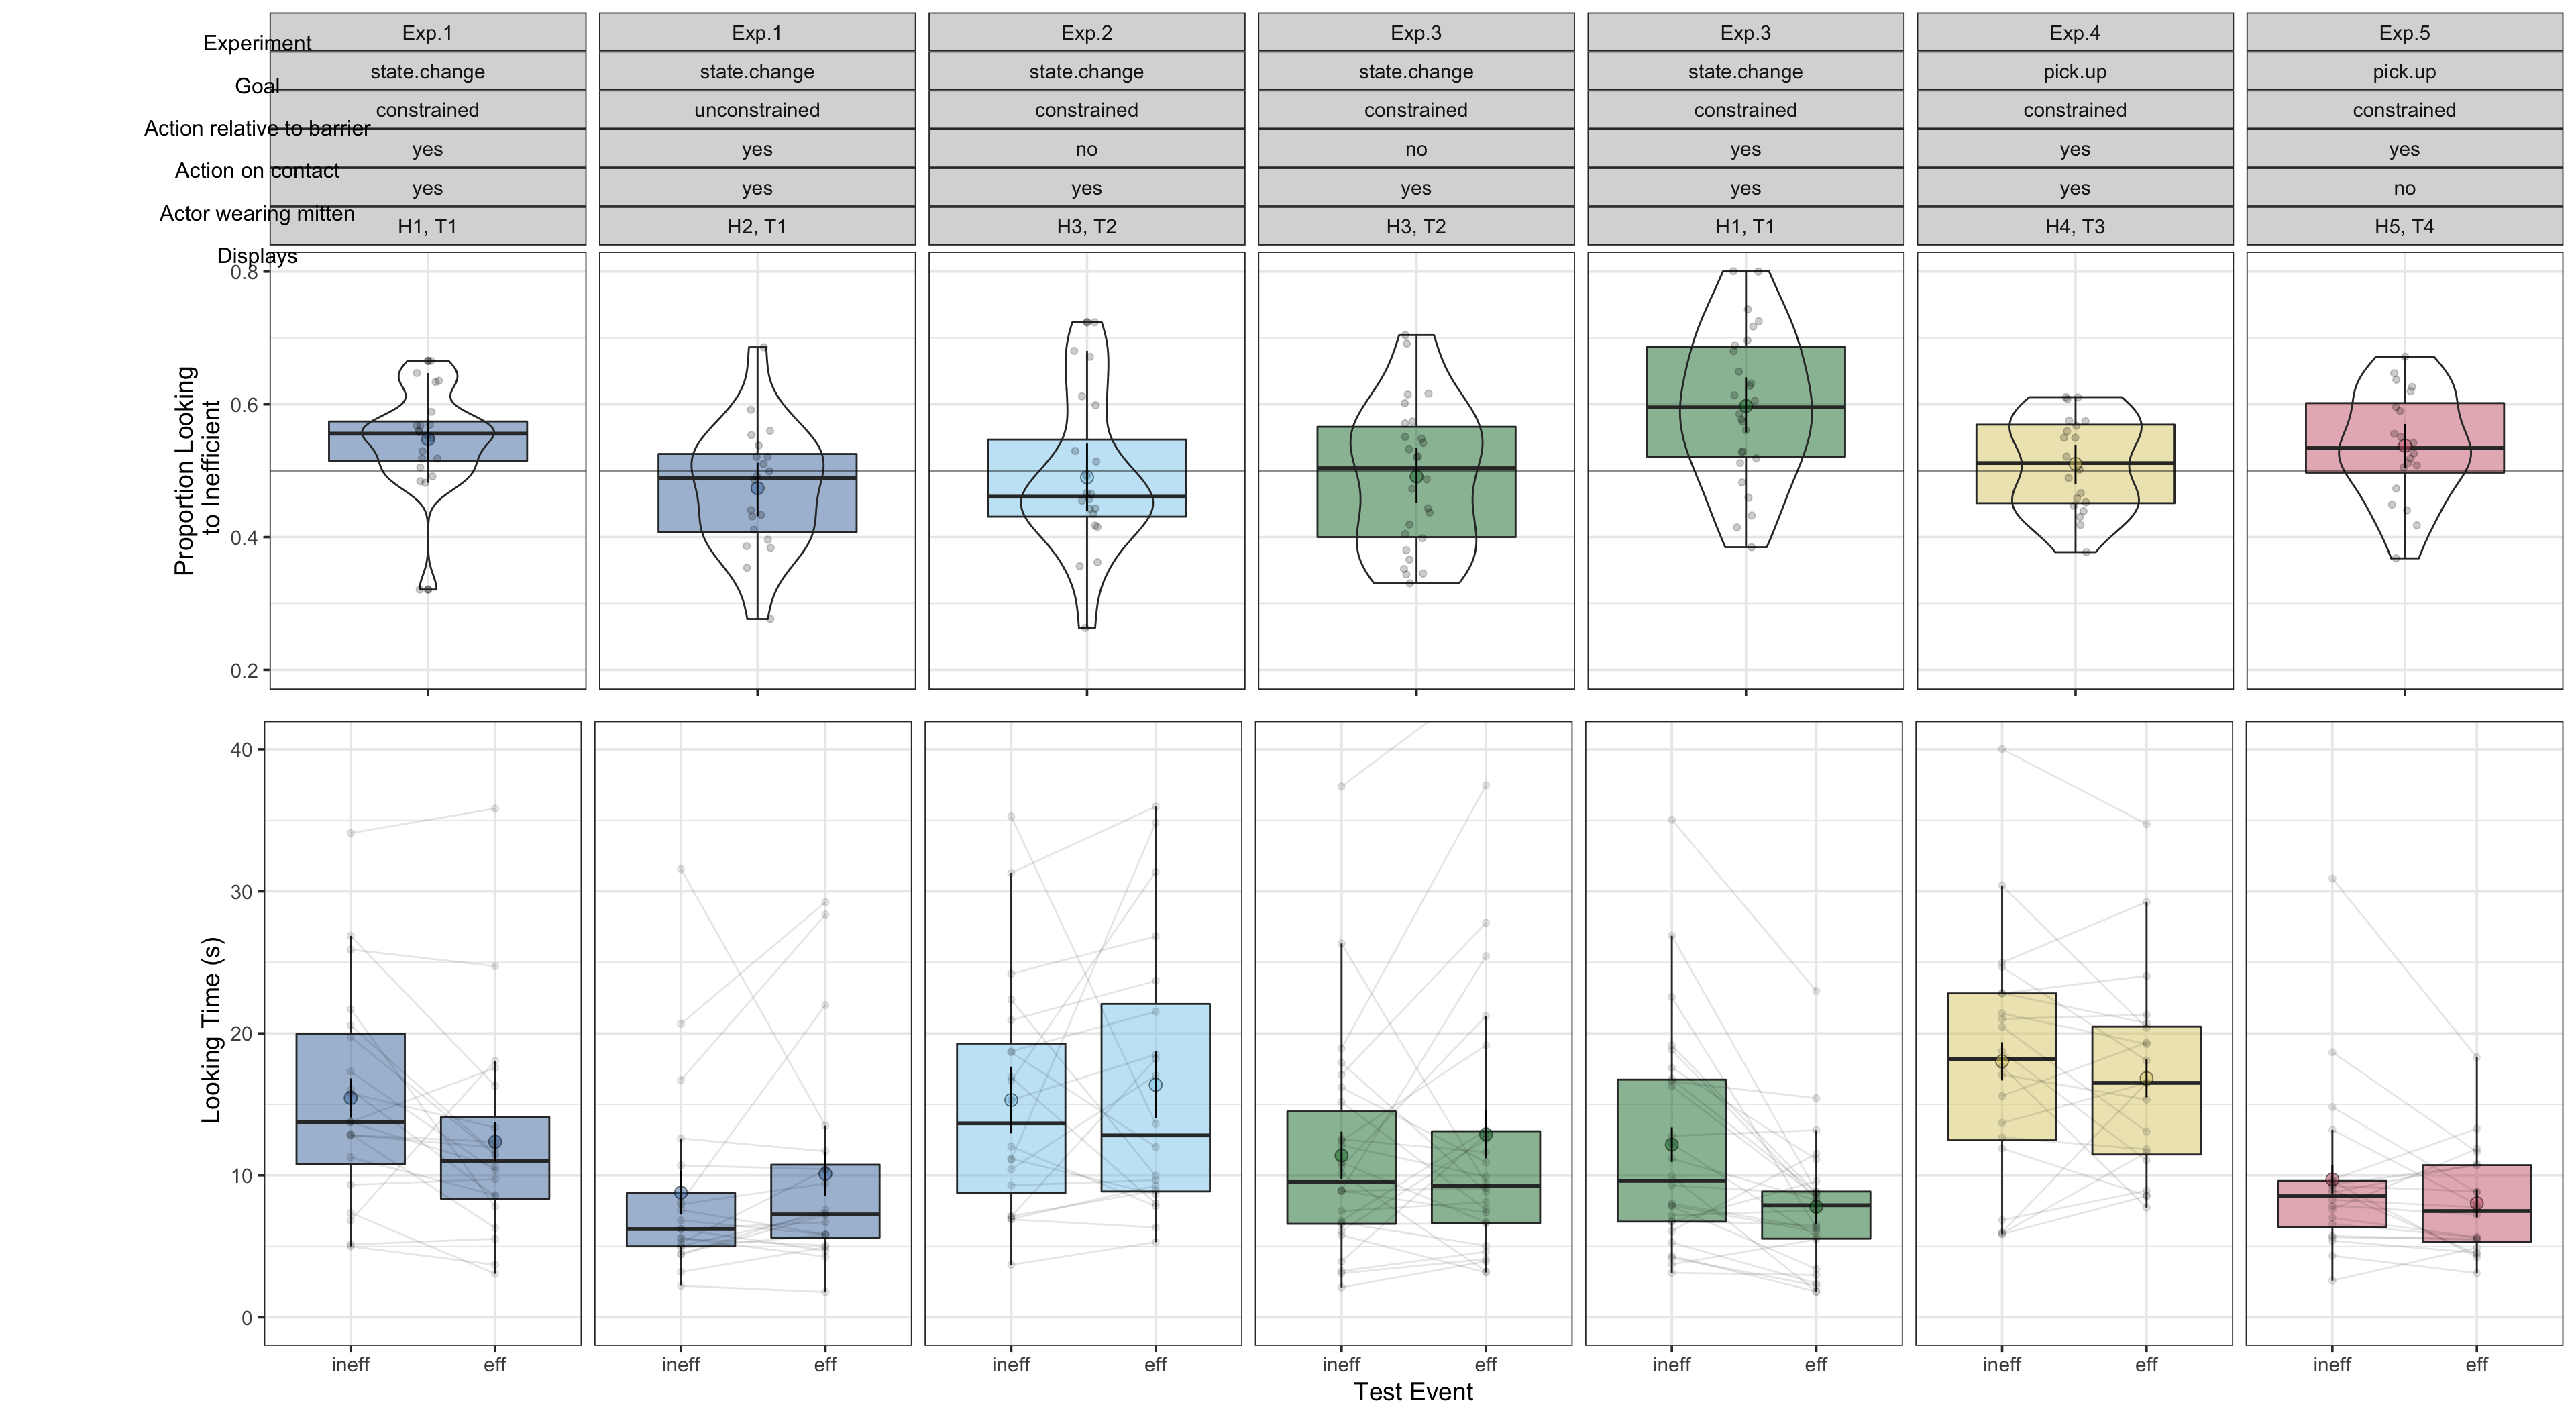 Experiment Exp.1 Exp.1 Exp.2 Exp.3 Exp.3 Exp.4 Exp.5
Goal state.change state.change state.change state.change state.change pick.up pick.up
Action relative to barrier constrained unconstrained constrained constrained constrained constrained constrained
Action on contact yes yes no no yes yes yes
Actor wearing mitten yes yes yes yes yes yes no
Displays H1, T1 H2, T1 H3, T2 H3, T2 H1, T1 H4, T3 H5, T4
Proportion Looking
to Inefficient
0.8
0.6
0.4
0.2
Looking Time (s)
40
30
20
10
0
ineff eff ineff eff ineff eff ineff eff ineff eff ineff eff ineff eff
Test Event